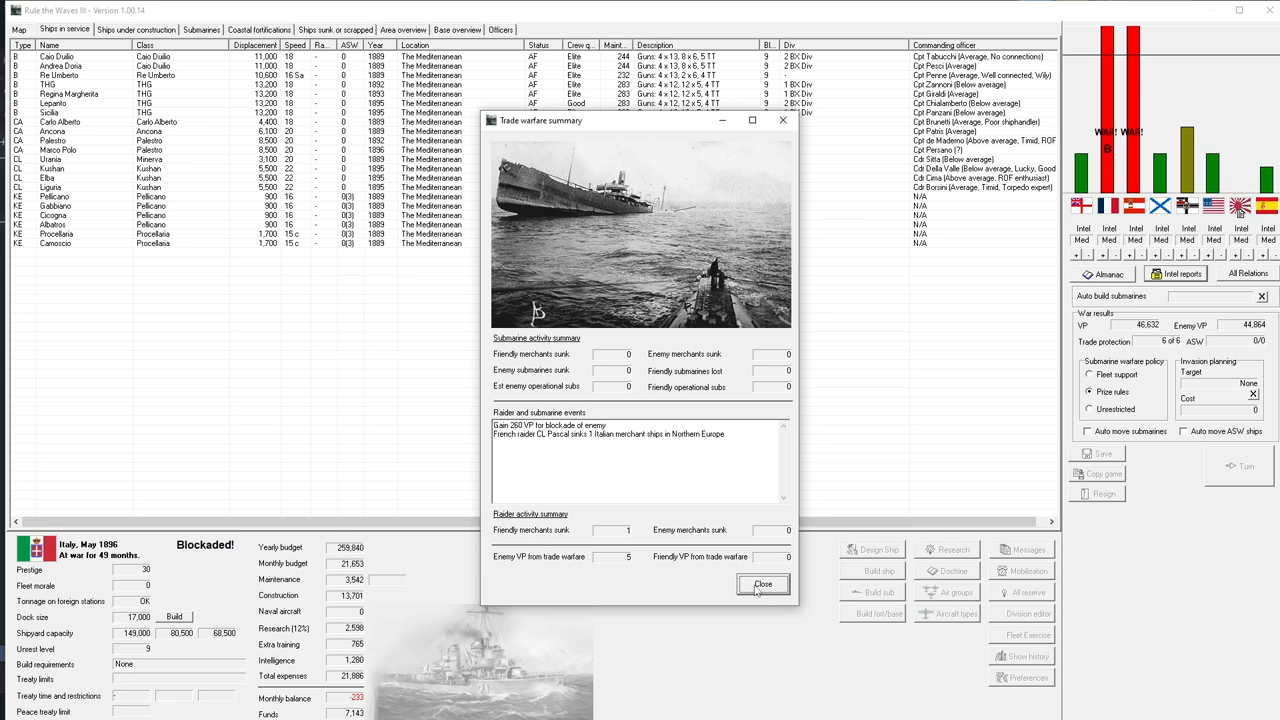 Rule the Waves III - Version 1.00.14
Map Ships in service Ships under construction Submarines Coastal fortifications Ships sunk or scrapped Area overview Base overview Officers
Type Name Class Displacement Speed Ra... ASW Year Location Status Crew q... Maint... Description Bl... Div Commanding officer
B Caio Duilio Caio Duilio 11,000 18 - 0 1889 The Mediterranean AF Elite 244 Guns: 4 x 13, 8 x 6, 5 TT 9 2 BX Div Cpt Tabucchi (Average, No connections)
B Andrea Doria Caio Duilio 11,000 18 - 0 1889 The Mediterranean AF Elite 244 Guns: 4 x 13, 8 x 6, 5 TT 9 2 BX Div Cpt Pesci (Average)
B Re Umberto Re Umberto 10,600 16 Sa - 0 1889 The Mediterranean AF Elite 232 Guns: 4 x 13, 2 x 6, 4 TT 9 - Cpt Penne (Average, Well connected, Wily)
B THG THG 13,200 18 - 0 1892 The Mediterranean AF Elite 283 Guns: 4 x 12, 12 x 5, 4 TT 9 1 BX Div Cpt Zannoni (Below average)
B Regina Margherita THG 13,200 18 - 0 1893 The Mediterranean AF Elite 283 Guns: 4 x 12, 12 x 5, 4 TT 9 1 BX Div Cpt Giraldi (Average)
B Lepanto THG 13,200 18 - 0 1896 The Mediterranean AF Good 283 Guns: 4 x 12, 12 x 5, 4 TT 9 2 BX Div Cpt Chialamberto (Below average)
B Sicilia THG 13,200 18 - 0 1895 The Mediterranean BX Div Cpt Panzani (Below average)
CA Carlo Alberto Carlo Alberto 4,400 18 - 0 1889 The Mediterranean Cpt Brunetti (Average, Poor shiphandler)
CA Ancona Ancona 6,100 20 - 0 1889 The Mediterranean Cpt Patris (Average)
CA Palestro Palestro 8,500 20 - 0 1892 The Mediterranean Cpt de Maderno (Above average, Timid, ROF
CA Marco Polo Palestro 8,500 20 - 0 1896 The Mediterranean Cpt Persano (?)
CL Urania Minerva 3,100 20 - 0 1889 The Mediterranean Cdr Sitta (Below average)
CL Kushan Kushan 5,500 22 - 0 1889 The Mediterranean Cdr Della Valle (Below average, Lucky, Good
CL Elba Kushan 5,500 22 - 0 1889 The Mediterranean Cdr Cima (Above average, ROF enthusiast)
CL Liguria Kushan 5,500 22 - 0 1889 The Mediterranean Cdr Borsini (Average, Timid, Torpedo expert)
KE Pellicano Pellicano 900 16 - 0(3) 1889 The Mediterranean N/A
KE Gabbiano Pellicano 900 16 - 0(3) 1889 The Mediterranean N/A
KE Cicogna Pellicano 900 16 - 0(3) 1889 The Mediterranean N/A
KE Albatros Pellicano 900 16 - 0(3) 1889 The Mediterranean N/A
KE Procellaria Procellaria 1,700 15 c - 0(3) 1889 The Mediterranean N/A
KE Camoscio Procellaria 1,700 15 c - 0(3) 1889 The Mediterranean N/A
Trade warfare summary
Submarine activity summary
Friendly merchants sunk 0 Enemy merchants sunk 0
Enemy submarines sunk 0 Friendly submarines lost 0
Est enemy operational subs 0 Friendly operational subs 0
Raider and submarine events
Gain 260 VP for blockade of enemy
French raider CL Pascal sinks 1 Italian merchant ships in Northern Europe
Raider activity summary
Friendly merchants sunk 1 Enemy merchants sunk 0
Enemy VP from trade warfare 5 Friendly VP from trade warfare 0
Close
WAR! WAR!
B
Intel Intel Intel Intel Intel Intel Intel Intel
Med Med Med Med Med Med Med Med
+ - + - + - + - + - + - + - + -
Almanac Intel reports All Relations
Auto build submarines X
War results
VP 46,632 Enemy VP 44,864
Trade protection 6 of 6 ASW 0/0
Submarine warfare policy
Fleet support
Prize rules
Unrestricted
Invasion planning
Target
None
Cost X
0
Auto move submarines Auto move ASW ships
Save
Copy game
Resign
Turn
Italy, May 1896
At war for 49 months.
Blockaded!
Prestige 30
Fleet morale 0
Tonnage on foreign stations OK
Dock size 17,000 Build
Shipyard capacity 149,000 80,500 68,500
Unrest level 9
Build requirements None
Treaty limits
Treaty time and restrictions -
Peace treaty limit
Yearly budget 259,840
Monthly budget 21,653
Maintenance 3,542
Construction 13,701
Naval aircraft 0
Research (12%) 2,598
Extra training 765
Intelligence 1,280
Total expenses 21,886
Monthly balance -233
Funds 7,143
Design Ship Research Messages
Build ship Doctrine Mobilization
Build sub Air groups All reserve
Build fort/base Aircraft types Division editor
Fleet Exercise
Show history
Preferences